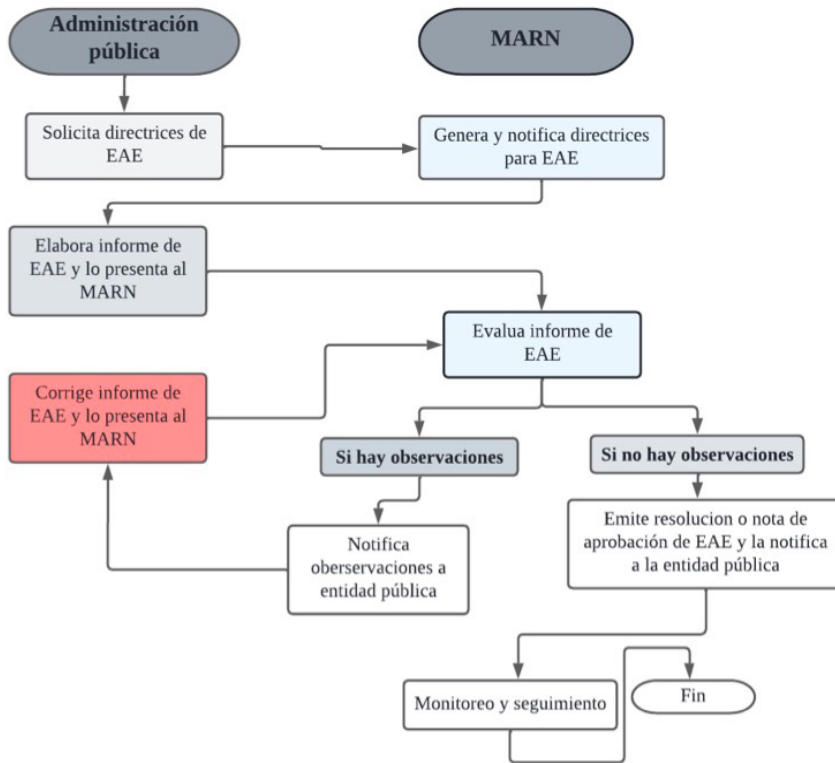 Administración
pública
MARN
Solicita directrices de
EAE
Genera y notifica directrices
para EAE
Elabora informe de
EAE y lo presenta al
MARN
Evalua informe de
EAE
Corrige informe de
EAE y lo presenta al
MARN
Si hay observaciones
Si no hay observaciones
Notifica
oberservaciones a
entidad pública
Emite resolucion o nota de
aprobación de EAE y la notifica
a la entidad pública
Monitoreo y seguimiento
Fin